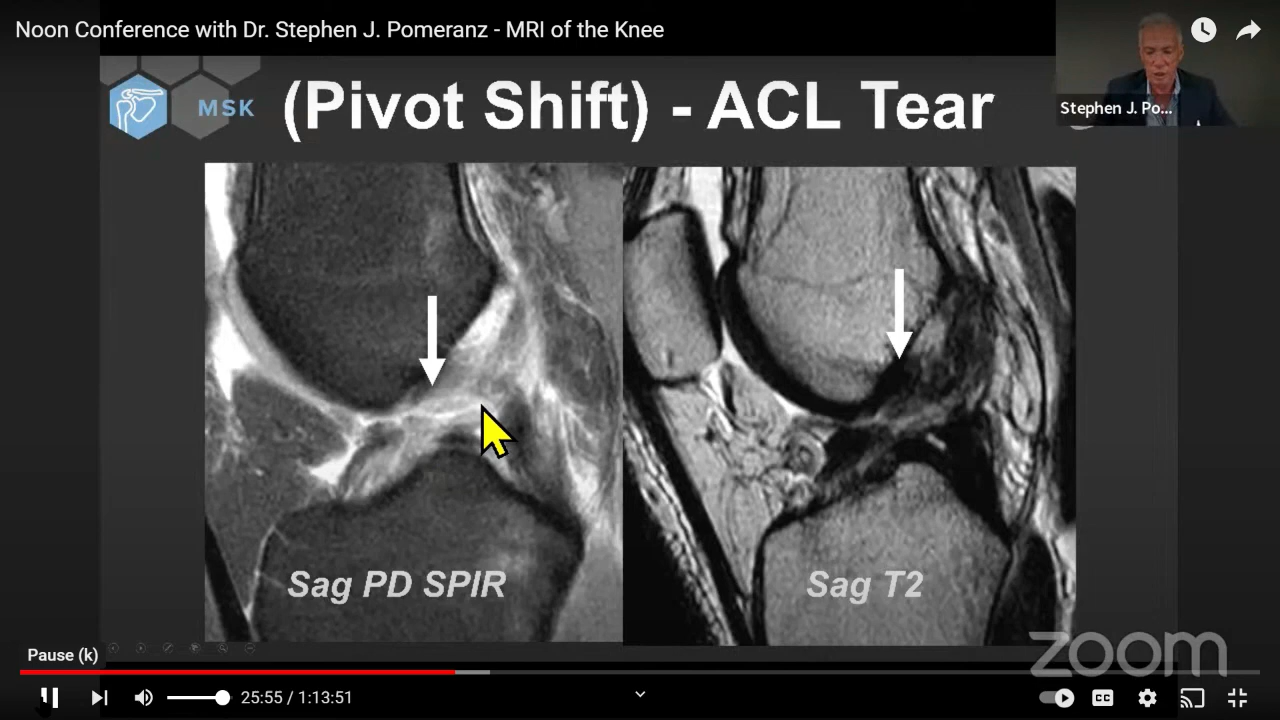 Noon Conference with Dr. Stephen J. Pomeranz - MRI of the Knee
Stephen J. Po...
MSK
(Pivot Shift) - ACL Tear
Sag PD SPIR
Sag T2
zoom
Pause (k)
25:55 / 1:13:51
CC